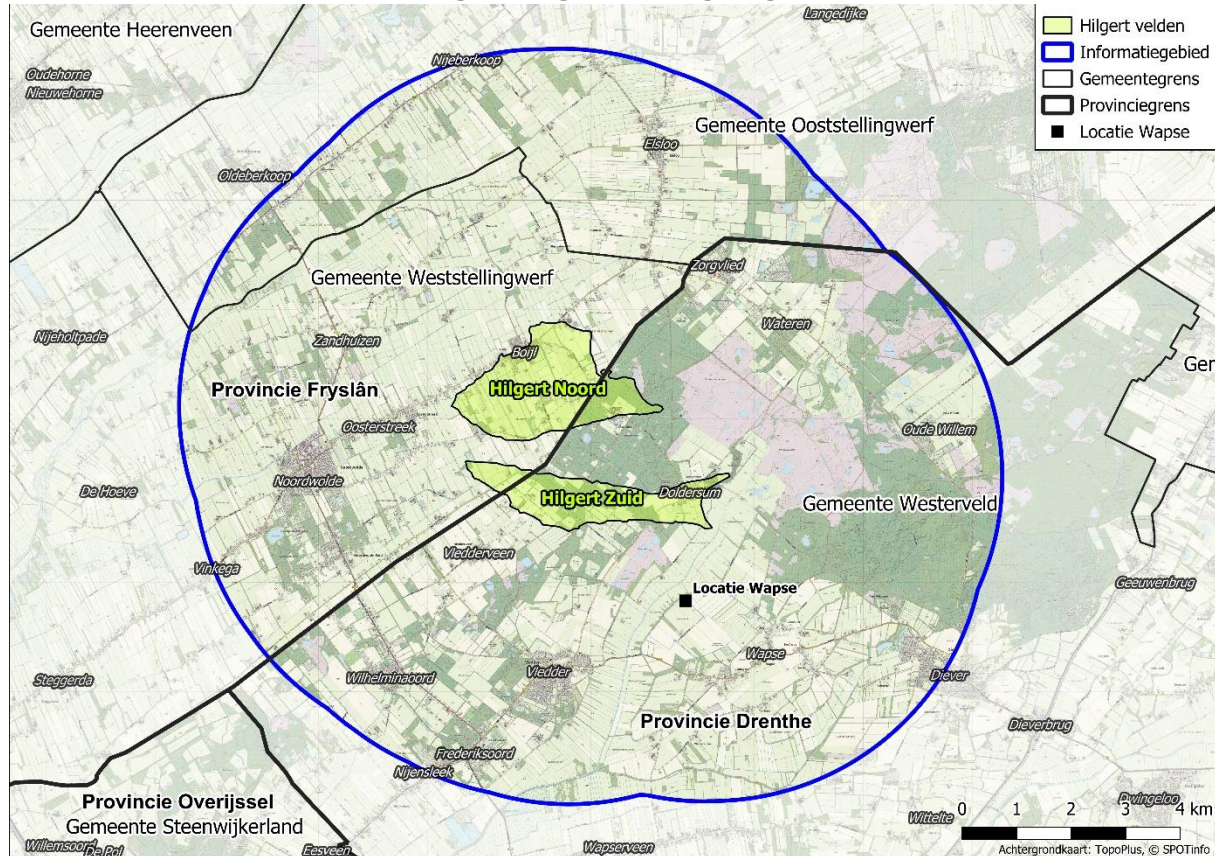 Gemeente Heerenveen
Langedijke
Hilgert velden
Informatiegebied
Gemeentegrens
Provinciegrens
Locatie Wapse
Oudehorne
Nieuwehorne
Nijeberkoop
Gemeente Ooststellingwerf
Elsloo
Oldeberkoop
Gemeente Weststellingwerf
Zorgvlied
Nijeholtpade
Zandhuizen
Boijl
Wateren
Gem
Provincie Fryslân
Hilgert Noord
Oosterstreek
Oude Willem
Noordwolde
De Hoeve
Hilgert Zuid
Doldersum
Gemeente Westerveld
Vledderveen
Vinkega
Geeuwenbrug
Locatie Wapse
Wapse
Steggerda
Wilhelminaoord
Vledder
Diever
Provincie Drenthe
Dieverbrug
Frederiksoord
Nijensleek
Provincie Overijssel
Gemeente Steenwijkerland
0 1 2 3 4 km
Dwingeloo
Wittelte
Willemsoord
De Pol
Eesveen
Wapserveen
Achtergrondkaart: TopoPlus, © SPOTinfo